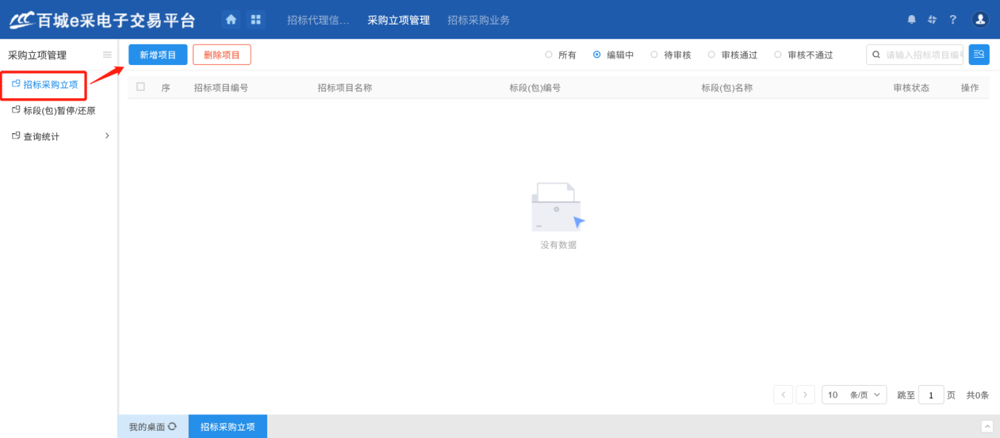 百城e采电子交易平台 招标代理信... 采购立项管理 招标采购业务 ?
采购立项管理 新增项目 删除项目 所有 编辑中 待审核 审核通过 审核不通过 请输入招标项目编号
招标采购立项 序 招标项目编号 招标项目名称 标段(包)编号 标段(包)名称 审核状态 操作
标段(包)暂停/还原
查询统计
没有数据
10 条/页 跳至 1 页 共0条
我的桌面 招标采购立项